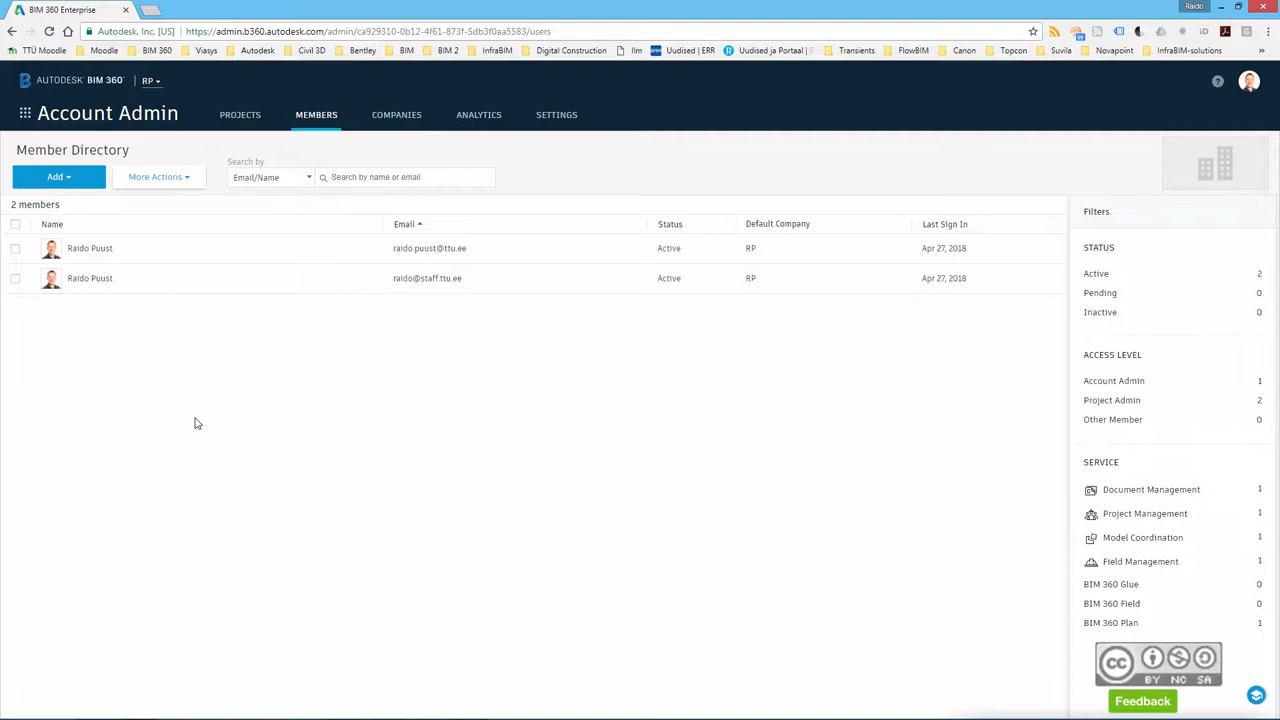 BIM 360 Enterprise
Raido
Autodesk, Inc. [US] https://admin.b360.autodesk.com/admin/ca929310-0b12-4f61-873f-5db3f0aa5583/users
TTÜ Moodle Moodle BIM 360 Viasys Autodesk Civil 3D Bentley BIM BIM 2 InfraBIM Digital Construction Ilm Uudised | ERR Uudised ja Portaal | Transients FlowBIM Canon Topcon Suvila Novapoint InfraBIM-solutions
AUTODESK BIM 360 RP
Account Admin PROJECTS MEMBERS COMPANIES ANALYTICS SETTINGS
Member Directory
Search by
Add More Actions Email/Name Search by name or email
2 members
Name Email Status Default Company Last Sign In
Raido Puust raido.puust@ttu.ee Active RP Apr 27, 2018
Raido Puust raido@staff.ttu.ee Active RP Apr 27, 2018
Filters
STATUS
Active 2
Pending 0
Inactive 0
ACCESS LEVEL
Account Admin 1
Project Admin 2
Other Member 0
SERVICE
Document Management 1
Project Management 1
Model Coordination 1
Field Management 1
BIM 360 Glue 0
BIM 360 Field 0
BIM 360 Plan 1
CC BY NC SA
Feedback